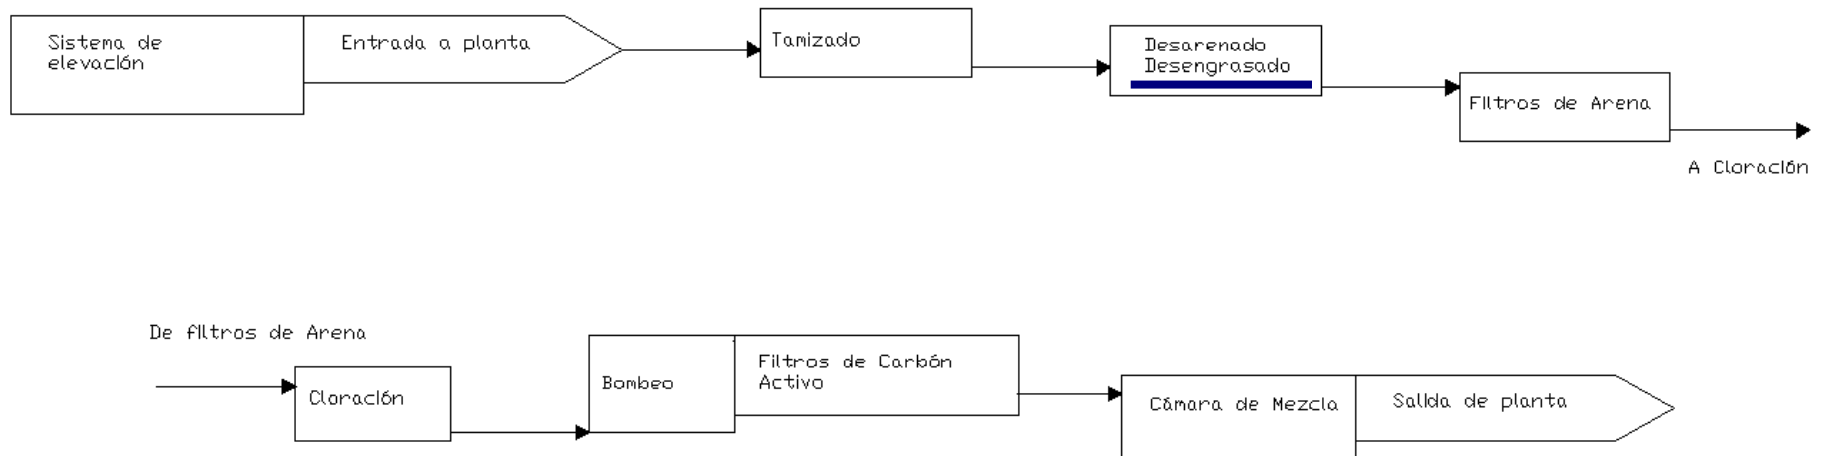 Sistema de
elevación
Entrada a planta
Tamizado
Desarenado
Desengrasado
Filtros de Arena
A Cloración
De filtros de Arena
Cloración
Bombeo
Filtros de Carbón
Activo
Cámara de Mezcla
Salida de planta